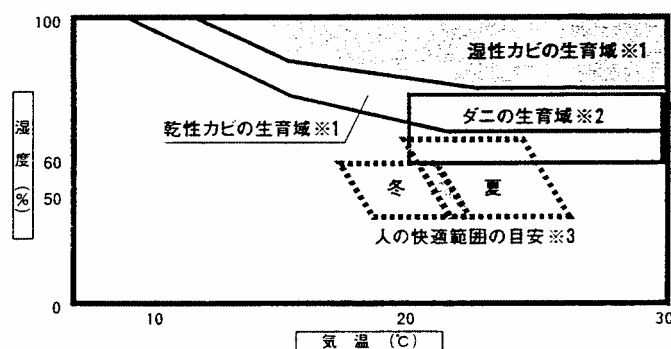 100
湿性カビの生育域※1
ダニの生育域※2
乾性カビの生育域※1
湿度(%)
60
50
冬
夏
人の快適範囲の目安※3
0
10
20
30
気温(℃)